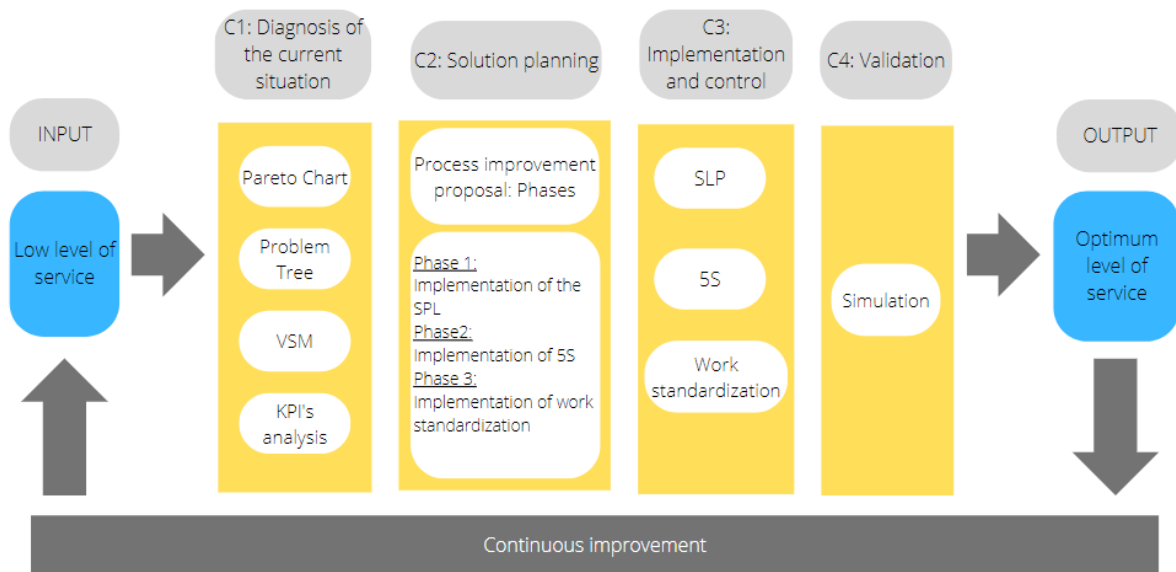 INPUT
Low level of
service
C1: Diagnosis of
the current
situation
Pareto Chart
Problem
Tree
VSM
KPI's
analysis
C2: Solution planning
Process improvement
proposal: Phases
Phase 1:
Implementation of the
SPL
Phase2:
Implementation of 5S
Phase 3:
Implementation of work
standardization
C3:
Implementation
and control
SLP
5S
Work
standardization
C4: Validation
Simulation
OUTPUT
Optimum
level of
service
Continuous improvement